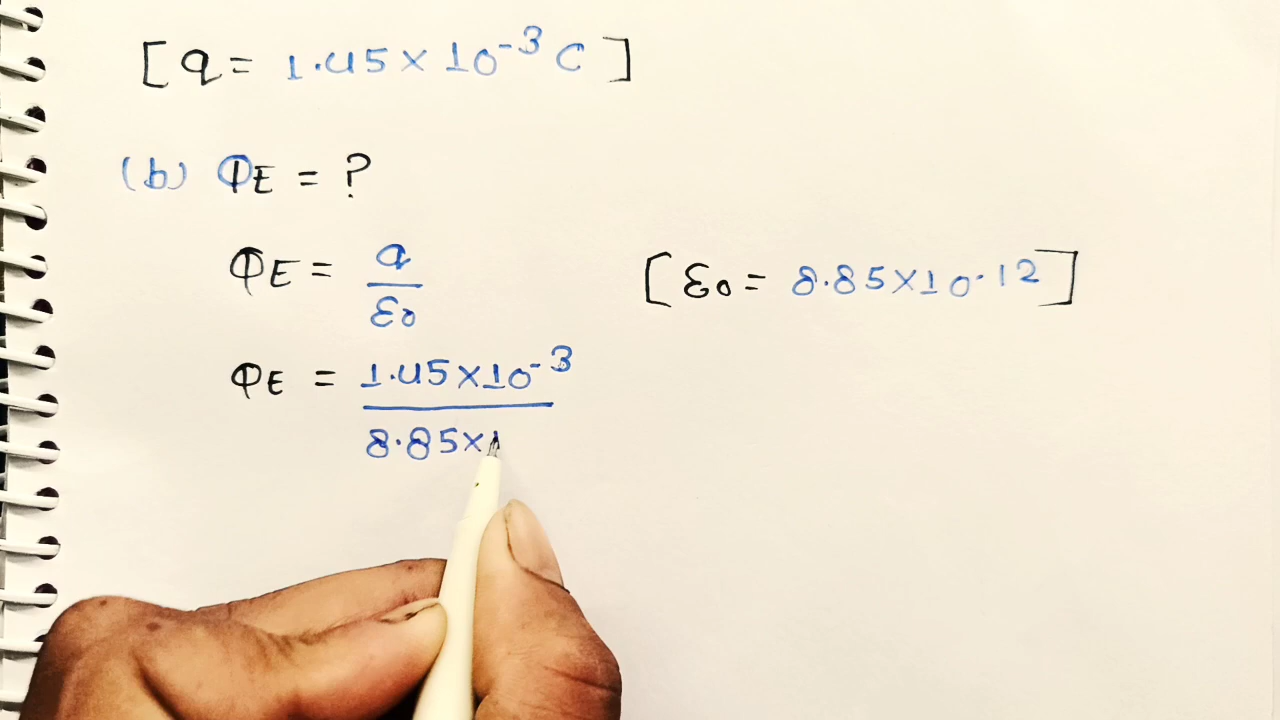 [ q = 1.45 × 10⁻³ C ]
(b) ΦE = ?
ΦE = q / ε0 [ ε0 = 8.85×10-12 ]
ΦE = 1.45×10⁻³ / 8.85×1